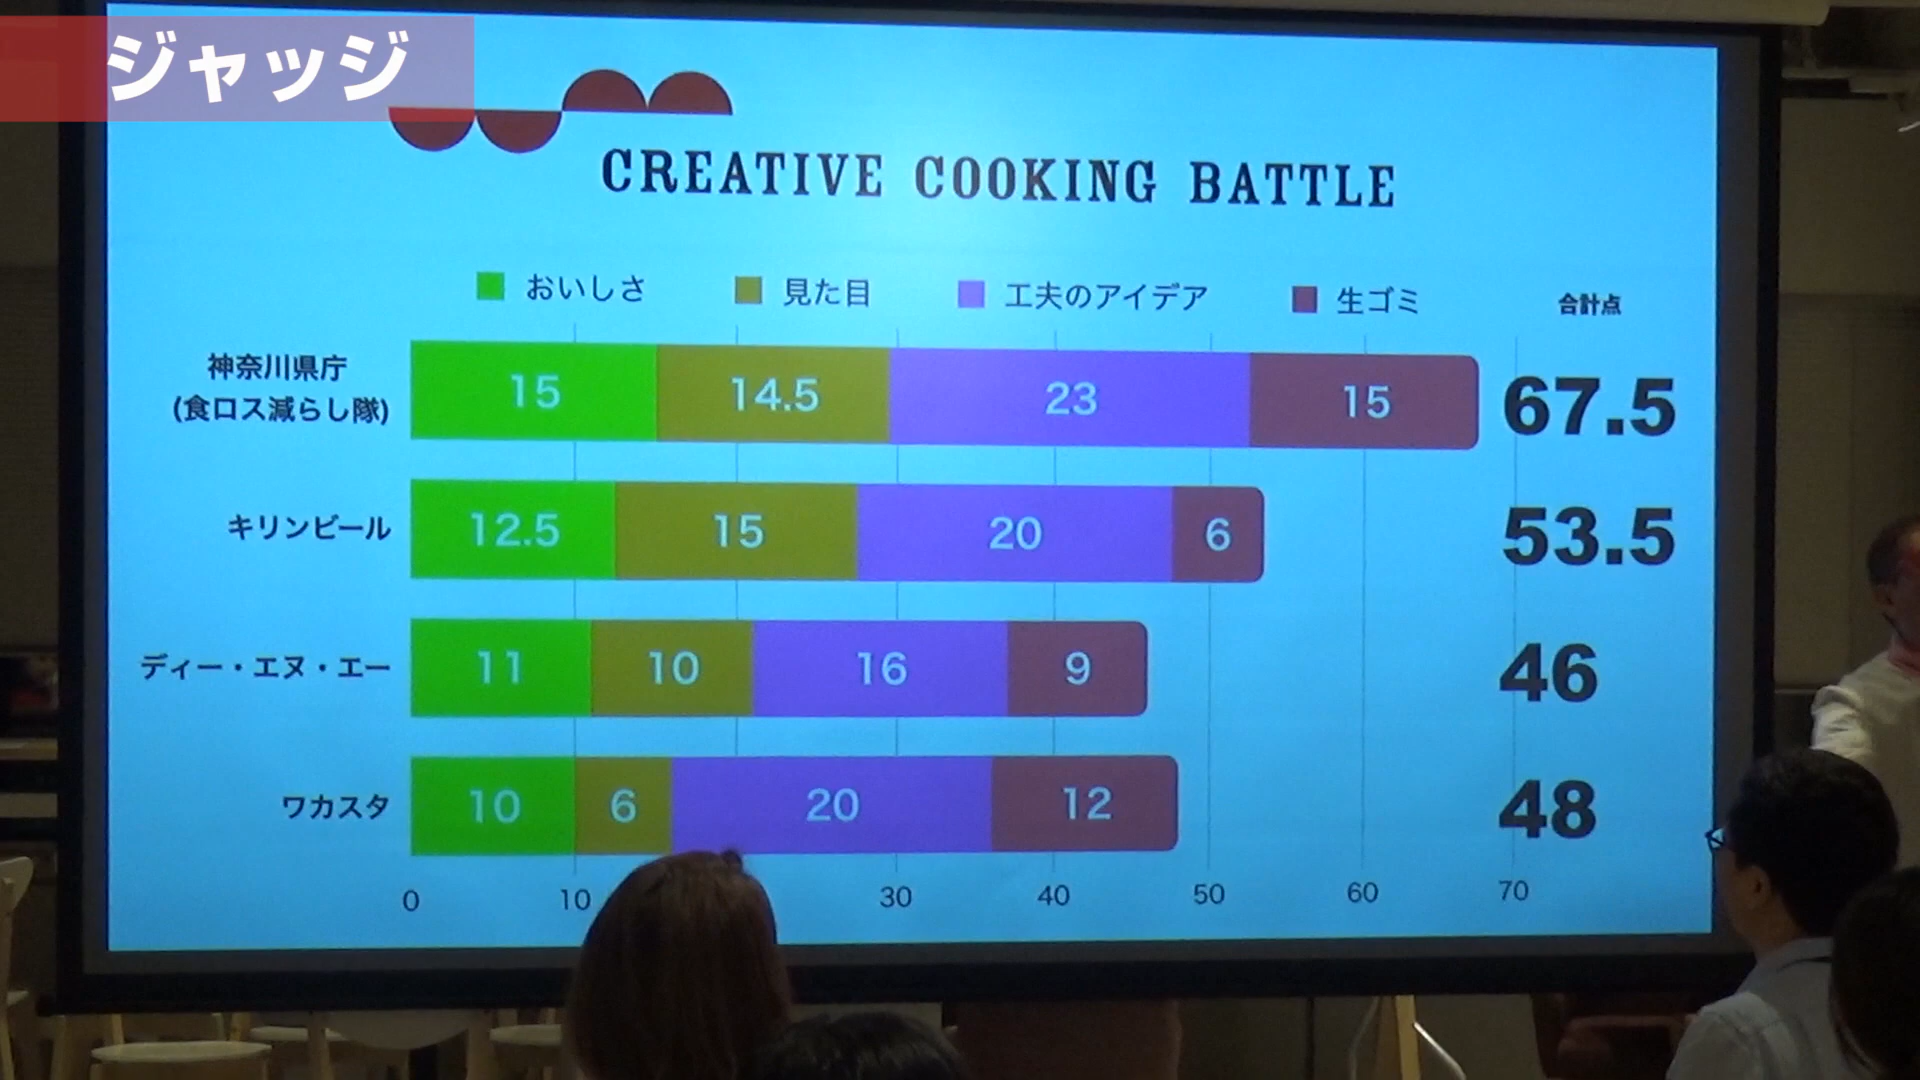 ジャッジ
CREATIVE COOKING BATTLE
おいしさ 見た目 工夫のアイデア 生ゴミ 合計点
神奈川県庁
(食ロス減らし隊)
15 14.5 23 15 67.5
キリンビール 12.5 15 20 6 53.5
ディー・エヌ・エー 11 10 16 9 46
ワカスタ 10 6 20 12 48
0 10 30 40 50 60 70